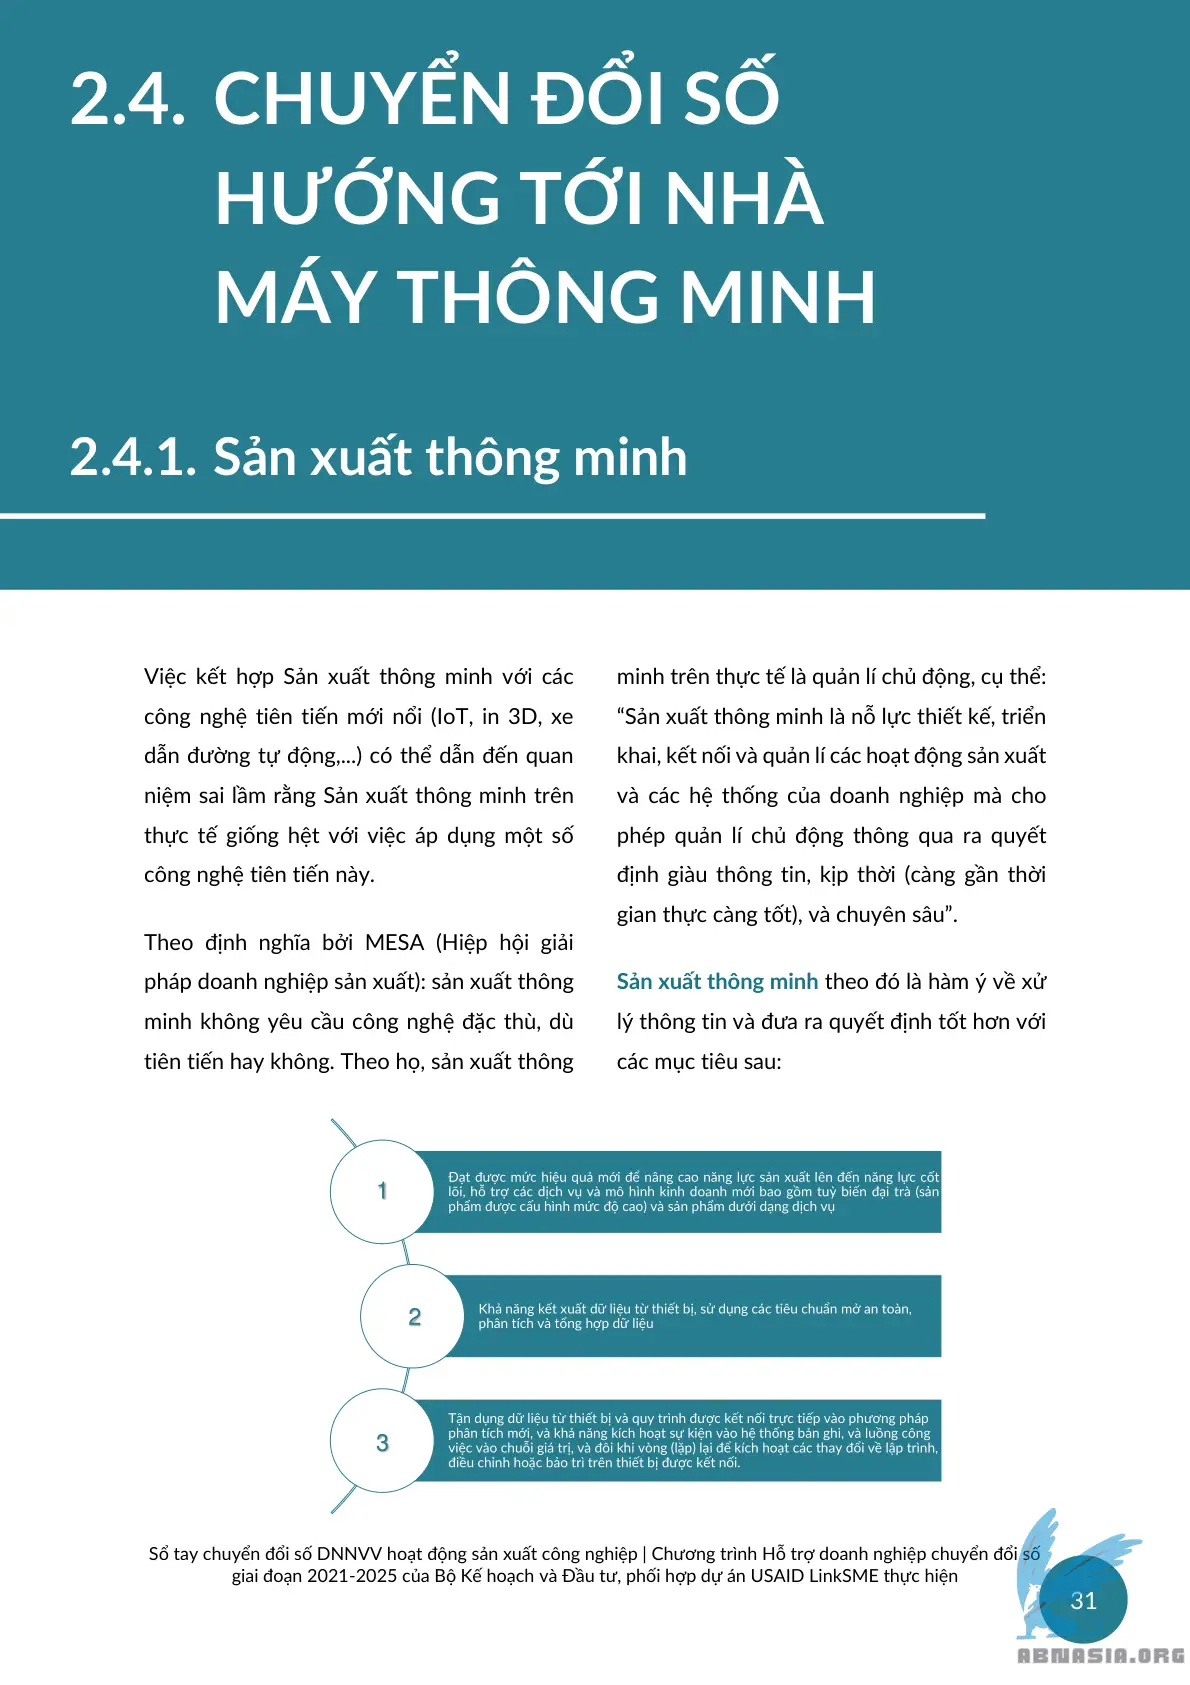 2.4. CHUYỂN ĐỔI SỐ
HƯỚNG TỚI NHÀ
MÁY THÔNG MINH
2.4.1. Sản xuất thông minh
Việc kết hợp Sản xuất thông minh với các
công nghệ tiên tiến mới nổi (IoT, in 3D, xe
dẫn đường tự động,...) có thể dẫn đến quan
niệm sai lầm rằng Sản xuất thông minh trên
thực tế giống hệt với việc áp dụng một số
công nghệ tiên tiến này.
Theo định nghĩa bởi MESA (Hiệp hội giải
pháp doanh nghiệp sản xuất): sản xuất thông
minh không yêu cầu công nghệ đặc thù, dù
tiên tiến hay không. Theo họ, sản xuất thông
minh trên thực tế là quản lí chủ động, cụ thể:
“Sản xuất thông minh là nỗ lực thiết kế, triển
khai, kết nối và quản lí các hoạt động sản xuất
và các hệ thống của doanh nghiệp mà cho
phép quản lí chủ động thông qua ra quyết
định giàu thông tin, kịp thời (càng gần thời
gian thực càng tốt), và chuyên sâu”.
Sản xuất thông minh theo đó là hàm ý về xử
lý thông tin và đưa ra quyết định tốt hơn với
các mục tiêu sau:
1
Đạt được mức hiệu quả mới để nâng cao năng lực sản xuất lên đến năng lực cốt
lõi, hỗ trợ các dịch vụ và mô hình kinh doanh mới bao gồm tuỳ biến đại trà (sản
phẩm được cấu hình mức độ cao) và sản phẩm dưới dạng dịch vụ
2
Khả năng kết xuất dữ liệu từ thiết bị, sử dụng các tiêu chuẩn mở an toàn,
phân tích và tổng hợp dữ liệu
3
Tận dụng dữ liệu từ thiết bị và quy trình được kết nối trực tiếp vào phương pháp
phân tích mới, và khả năng kích hoạt sự kiện vào hệ thống bản ghi, và luồng công
việc vào chuỗi giá trị, và đôi khi vòng (lặp) lại để kích hoạt các thay đổi về lập trình,
điều chỉnh hoặc bảo trì trên thiết bị được kết nối.
Sổ tay chuyển đổi số DNNVV hoạt động sản xuất công nghiệp | Chương trình Hỗ trợ doanh nghiệp chuyển đổi số
giai đoạn 2021-2025 của Bộ Kế hoạch và Đầu tư, phối hợp dự án USAID LinkSME thực hiện
31
ABNASIA.ORG